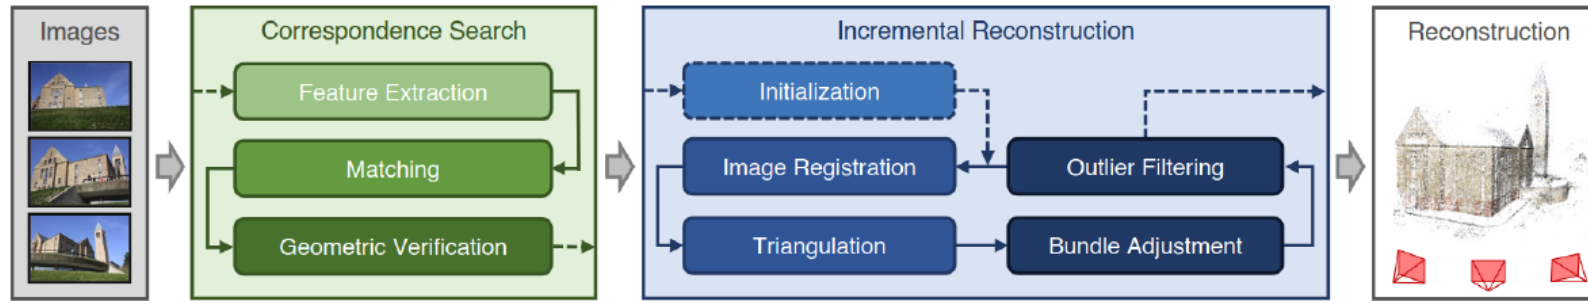 Images
Correspondence Search
Feature Extraction
Matching
Geometric Verification
Incremental Reconstruction
Initialization
Image Registration
Outlier Filtering
Triangulation
Bundle Adjustment
Reconstruction